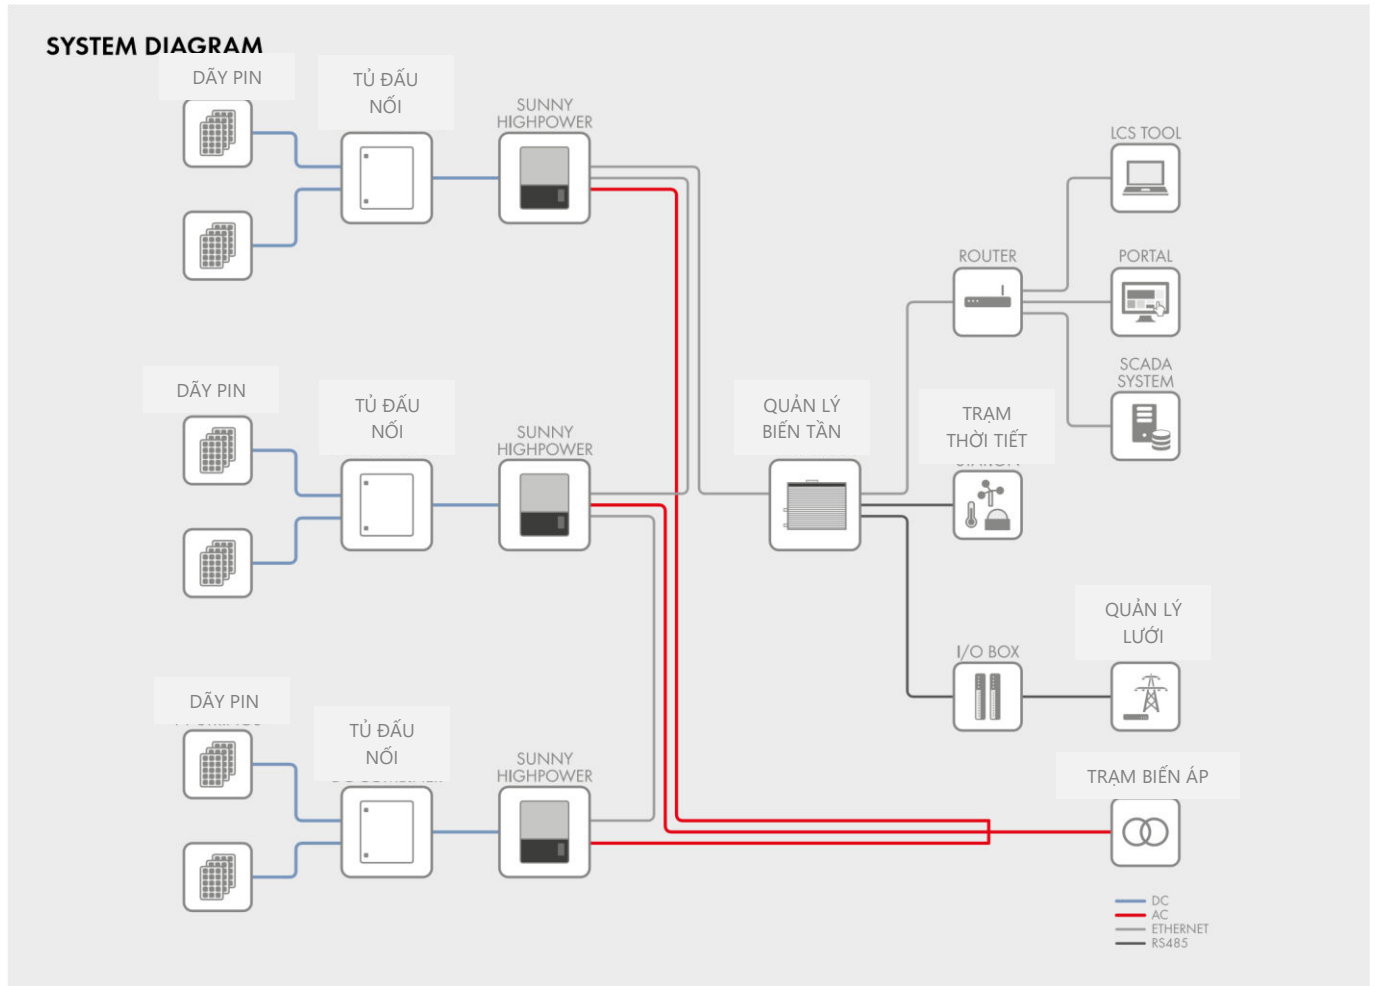 SYSTEM DIAGRAM
DÃY PIN
TỦ ĐẤU
NỐI
SUNNY
HIGHPOWER
LCS TOOL
ROUTER
PORTAL
SCADA
SYSTEM
DÃY PIN
TỦ ĐẤU
NỐI
SUNNY
HIGHPOWER
QUẢN LÝ
BIẾN TẦN
TRẠM
THỜI TIẾT
QUẢN LÝ
LƯỚI
I/O BOX
DÃY PIN
TỦ ĐẤU
NỐI
SUNNY
HIGHPOWER
TRẠM BIẾN ÁP
DC
AC
ETHERNET
RS485